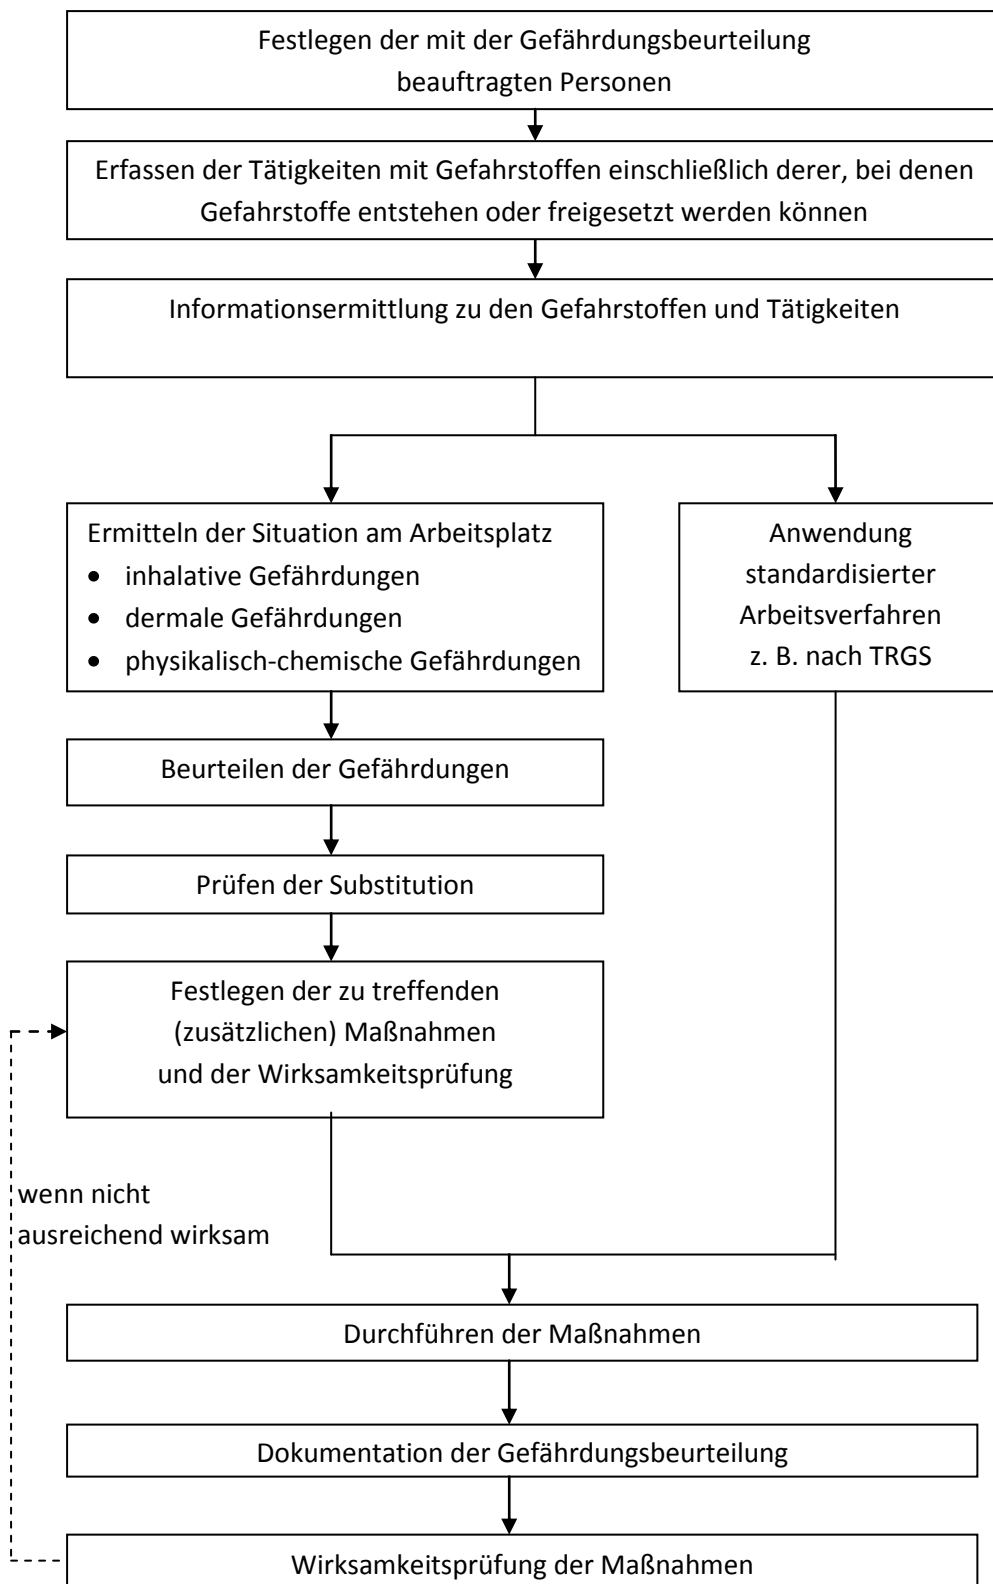 Festlegen der mit der Gefährdungsbeurteilung
beauftragten Personen
Erfassen der Tätigkeiten mit Gefahrstoffen einschließlich derer, bei denen
Gefahrstoffe entstehen oder freigesetzt werden können
Informationsermittlung zu den Gefahrstoffen und Tätigkeiten
Ermitteln der Situation am Arbeitsplatz
• inhalative Gefährdungen
• dermale Gefährdungen
• physikalisch-chemische Gefährdungen
Anwendung
standardisierter
Arbeitsverfahren
z. B. nach TRGS
Beurteilen der Gefährdungen
Prüfen der Substitution
Festlegen der zu treffenden
(zusätzlichen) Maßnahmen
und der Wirksamkeitsprüfung
wenn nicht
ausreichend wirksam
Durchführen der Maßnahmen
Dokumentation der Gefährdungsbeurteilung
Wirksamkeitsprüfung der Maßnahmen